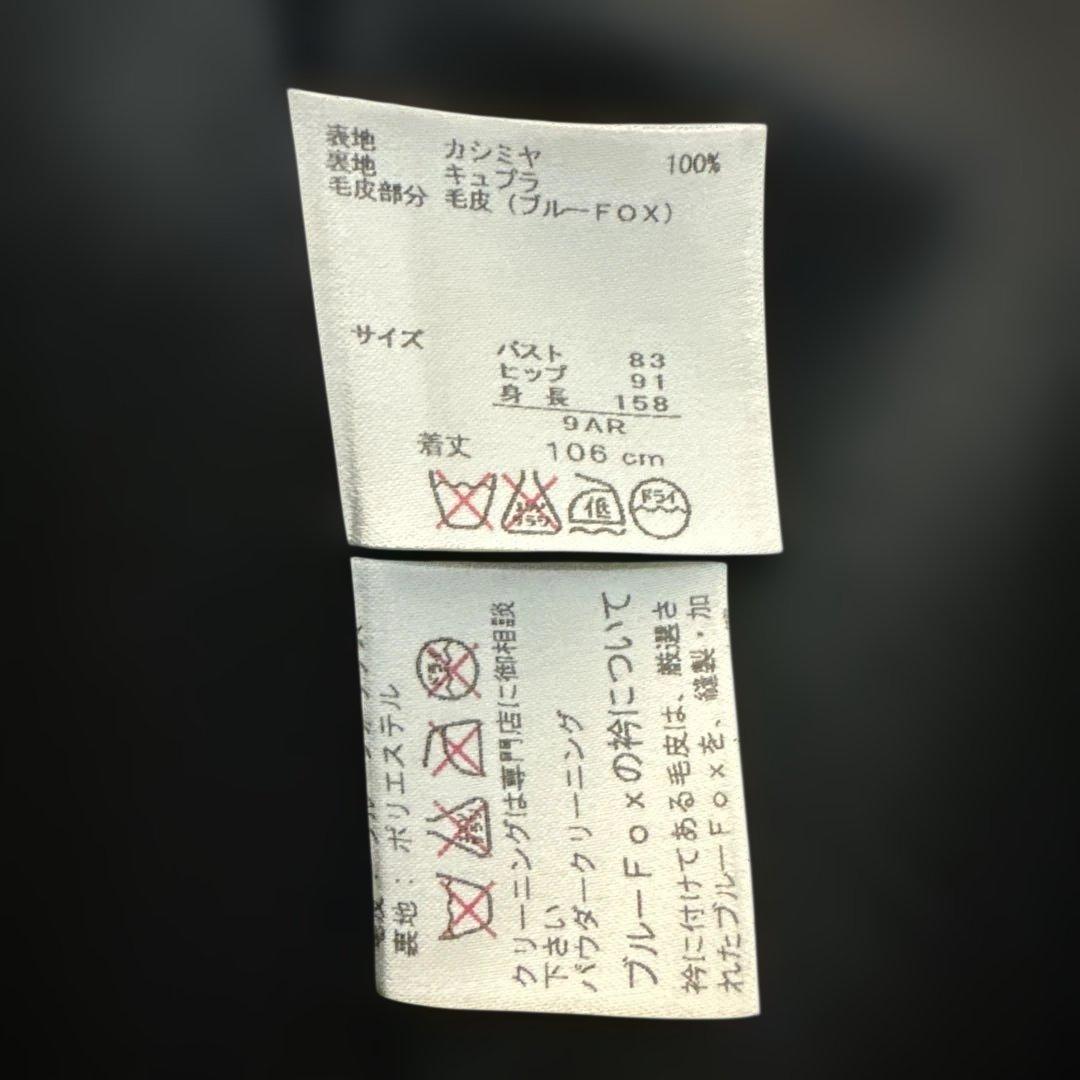 表地 カシミヤ 100%
裏地 キュプラ
毛皮部分 毛皮（ブルーFOX）
サイズ
バスト 83
ヒップ 91
身 長 158
9AR
着丈 106 cm
低 ドライ
裏地：ポリエステル
クリーニングは専門店に御相談
下さい
パウダークリーニング
ブルーFoxの衿について
衿に付けてある毛皮は、厳選さ
れたブルーFoxを、縫製・加